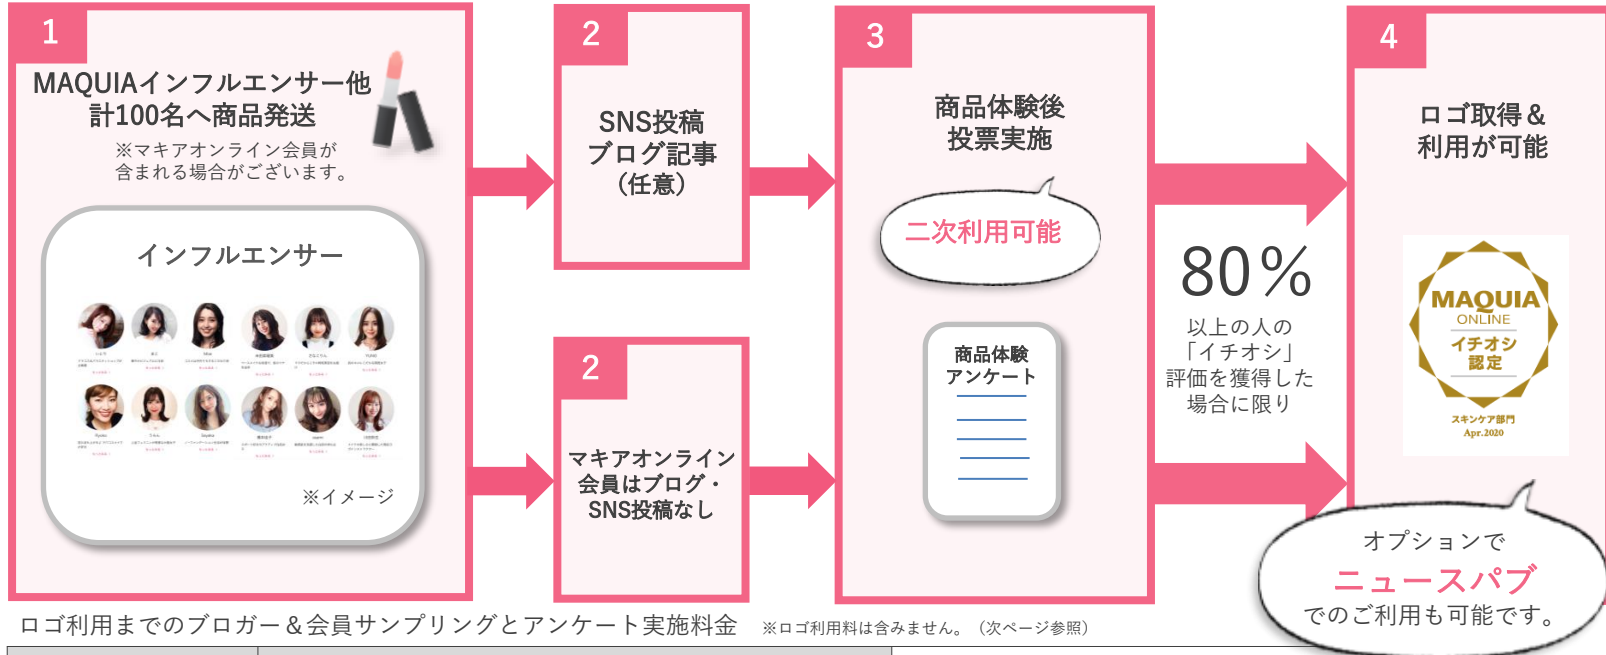 1
MAQUIAインフルエンサー他
計100名へ商品発送
※マキアオンライン会員が
含まれる場合がございます。
インフルエンサー
※イメージ
2
SNS投稿
ブログ記事
（任意）
2
マキアオンライン
会員はブログ・
SNS投稿なし
3
商品体験後
投票実施
二次利用可能
商品体験
アンケート
80%
以上の人の
「イチオシ」
評価を獲得した
場合に限り
4
ロゴ取得＆
利用が可能
MAQUIA
ONLINE
イチオシ
認定
スキンケア部門
Apr.2020
オプションで
ニュースパブ
でのご利用も可能です。
ロゴ利用までのブロガー＆会員サンプリングとアンケート実施料金 ※ロゴ利用料は含みません。（次ページ参照）